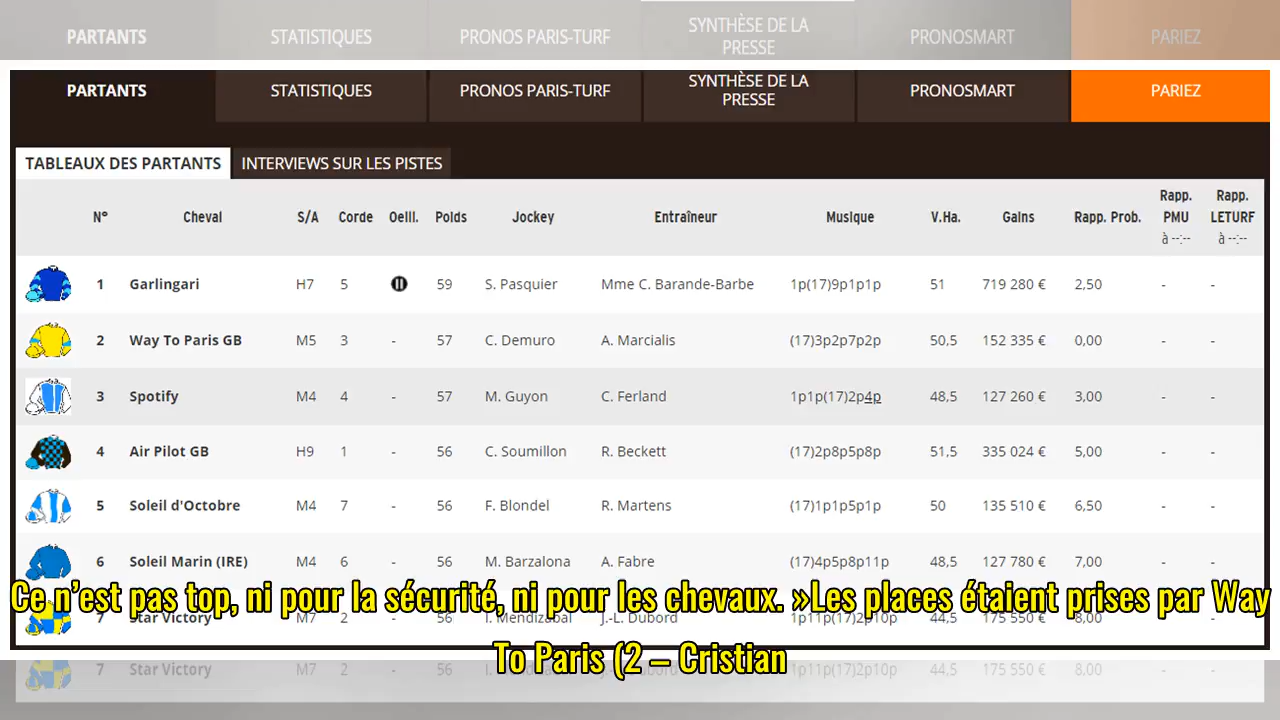 PARTANTS STATISTIQUES PRONOS PARIS-TURF SYNTHÈSE DE LA PRESSE PRONOSMART PARIEZ
PARTANTS STATISTIQUES PRONOS PARIS-TURF SYNTHÈSE DE LA PRESSE PRONOSMART PARIEZ
TABLEAUX DES PARTANTS INTERVIEWS SUR LES PISTES
N° Cheval S/A Corde Oeill. Poids Jockey Entraîneur Musique V.Ha. Gains Rapp. Prob. Rapp. PMU à --:-- Rapp. LETURF à --:--
1 Garlingari H7 5 59 S. Pasquier Mme C. Barande-Barbe 1p(17)9p1p1p 51 719 280 € 2,50 - -
2 Way To Paris GB M5 3 - 57 C. Demuro A. Marcialis (17)3p2p7p2p 50,5 152 335 € 0,00 - -
3 Spotify M4 4 - 57 M. Guyon C. Ferland 1p1p(17)2p4p 48,5 127 260 € 3,00 - -
4 Air Pilot GB H9 1 - 56 C. Soumillon R. Beckett (17)2p8p5p8p 51,5 335 024 € 5,00 - -
5 Soleil d'Octobre M4 7 - 56 F. Blondel R. Martens (17)1p1p5p1p 50 135 510 € 6,50 - -
6 Soleil Marin (IRE) M4 6 - 56 M. Barzalona A. Fabre (17)4p5p8p11p 48,5 127 780 € 7,00 - -
7 Star Victory M7 2 - 56 I. Mendizabal J.-L. Dubord 1p11p(17)2p10p 44,5 175 550 € 8,00 - -
Ce n’est pas top, ni pour la sécurité, ni pour les chevaux. »Les places étaient prises par Way
To Paris (2 – Cristian
7 Star Victory M7 2 - 56 J.-L. Dubord 1p11p(17)2p10p 44,5 175 550 € 8,00 - -